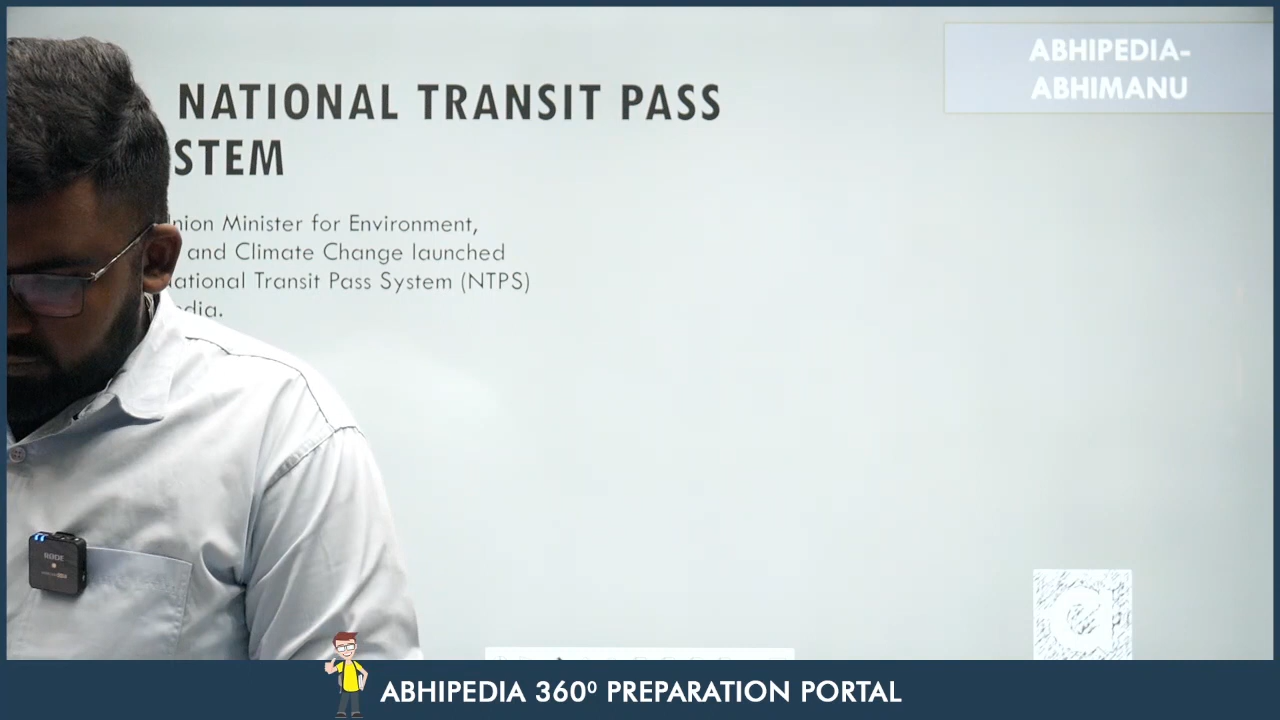 NATIONAL TRANSIT PASS
STEM
nion Minister for Environment,
and Climate Change launched
ational Transit Pass System (NTPS)
dia.
ABHIPEDIA-
ABHIMANU
RØDE
ABHIPEDIA 360⁰ PREPARATION PORTAL